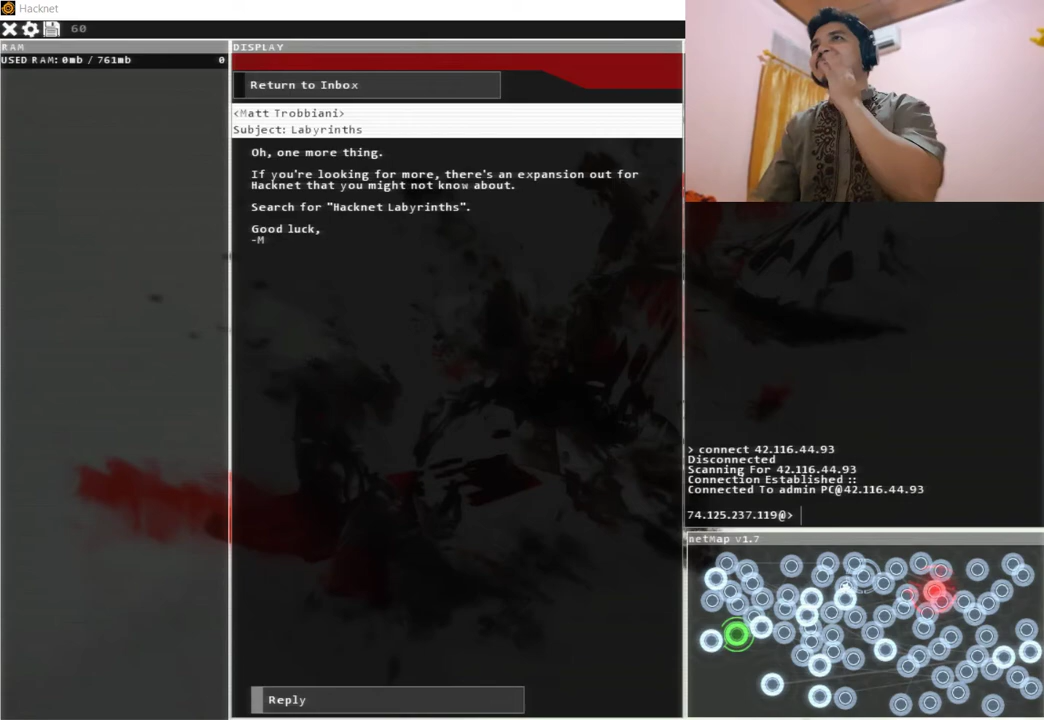 Hacknet
60
RAM
USED RAM: 0mb / 761mb 0
DISPLAY
Return to Inbox
<Matt Trobbiani>
Subject: Labyrinths
Oh, one more thing.
If you're looking for more, there's an expansion out for
Hacknet that you might not know about.
Search for "Hacknet Labyrinths".
Good luck,
-M
Reply
> connect 42.116.44.93
Disconnected
Scanning For 42.116.44.93
Connection Established ::
Connected To admin PC@42.116.44.93
74.125.237.119@>
netMap v1.7